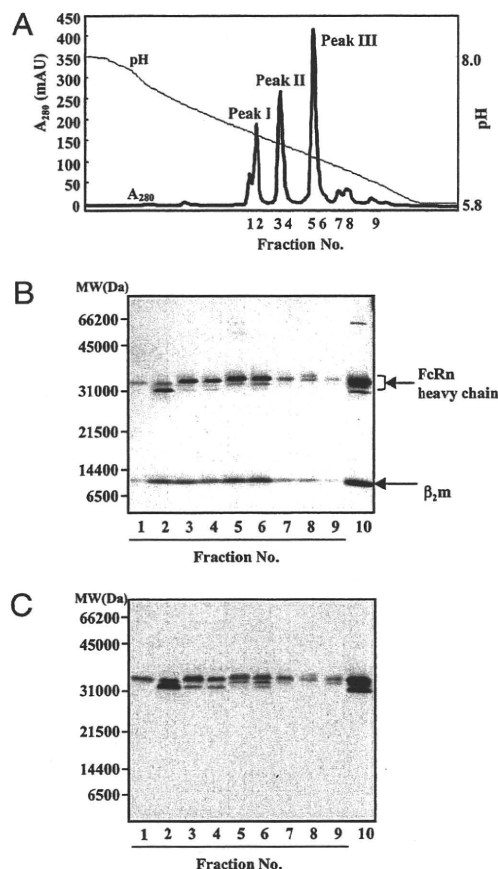 A
450
400
350
300
250
200
150
100
50
0
A280 (mAU)
pH
Peak I
Peak II
Peak III
A280
8.0
pH
5.8
1 2 3 4 5 6 7 8 9
Fraction No.
B
MW(Da)
66200
45000
31000
21500
14400
6500
FcRn
heavy chain
β2m
1 2 3 4 5 6 7 8 9 10
Fraction No.
C
MW(Da)
66200
45000
31000
21500
14400
6500
1 2 3 4 5 6 7 8 9 10
Fraction No.